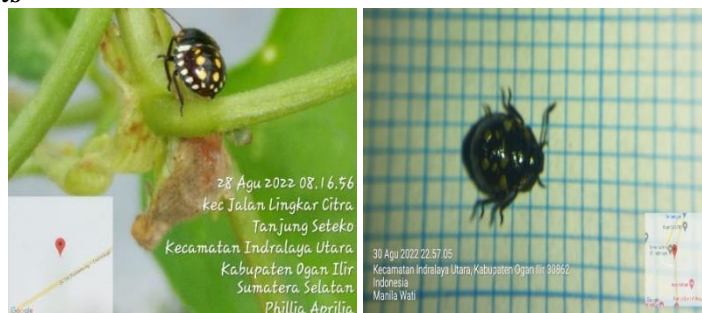 28 Agu 2022 08.16.56
kec Jalan Lingkar Citra
Tanjung Seteko
Kecamatan Indralaya Utara
Kabupaten Ogan Ilir
Sumatera Selatan
Phillia Aprilia
Google
30 Agu 2022 22.57.05
Kecamatan Indralaya Utara, Kabupaten Ogan Ilir 30862
Indonesia
Manila Wati
Google